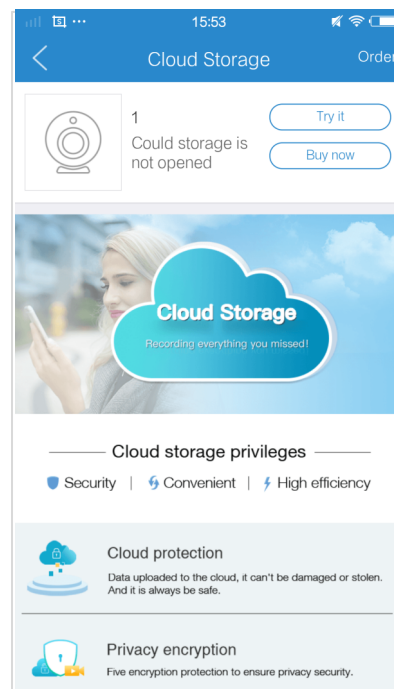 15:53
Cloud Storage
Order
1
Could storage is
not opened
Try it
Buy now
Cloud Storage
Recording everything you missed!
Cloud storage privileges
Security | Convenient | High efficiency
Cloud protection
Data uploaded to the cloud, it can't be damaged or stolen.
And it is always be safe.
Privacy encryption
Five encryption protection to ensure privacy security.